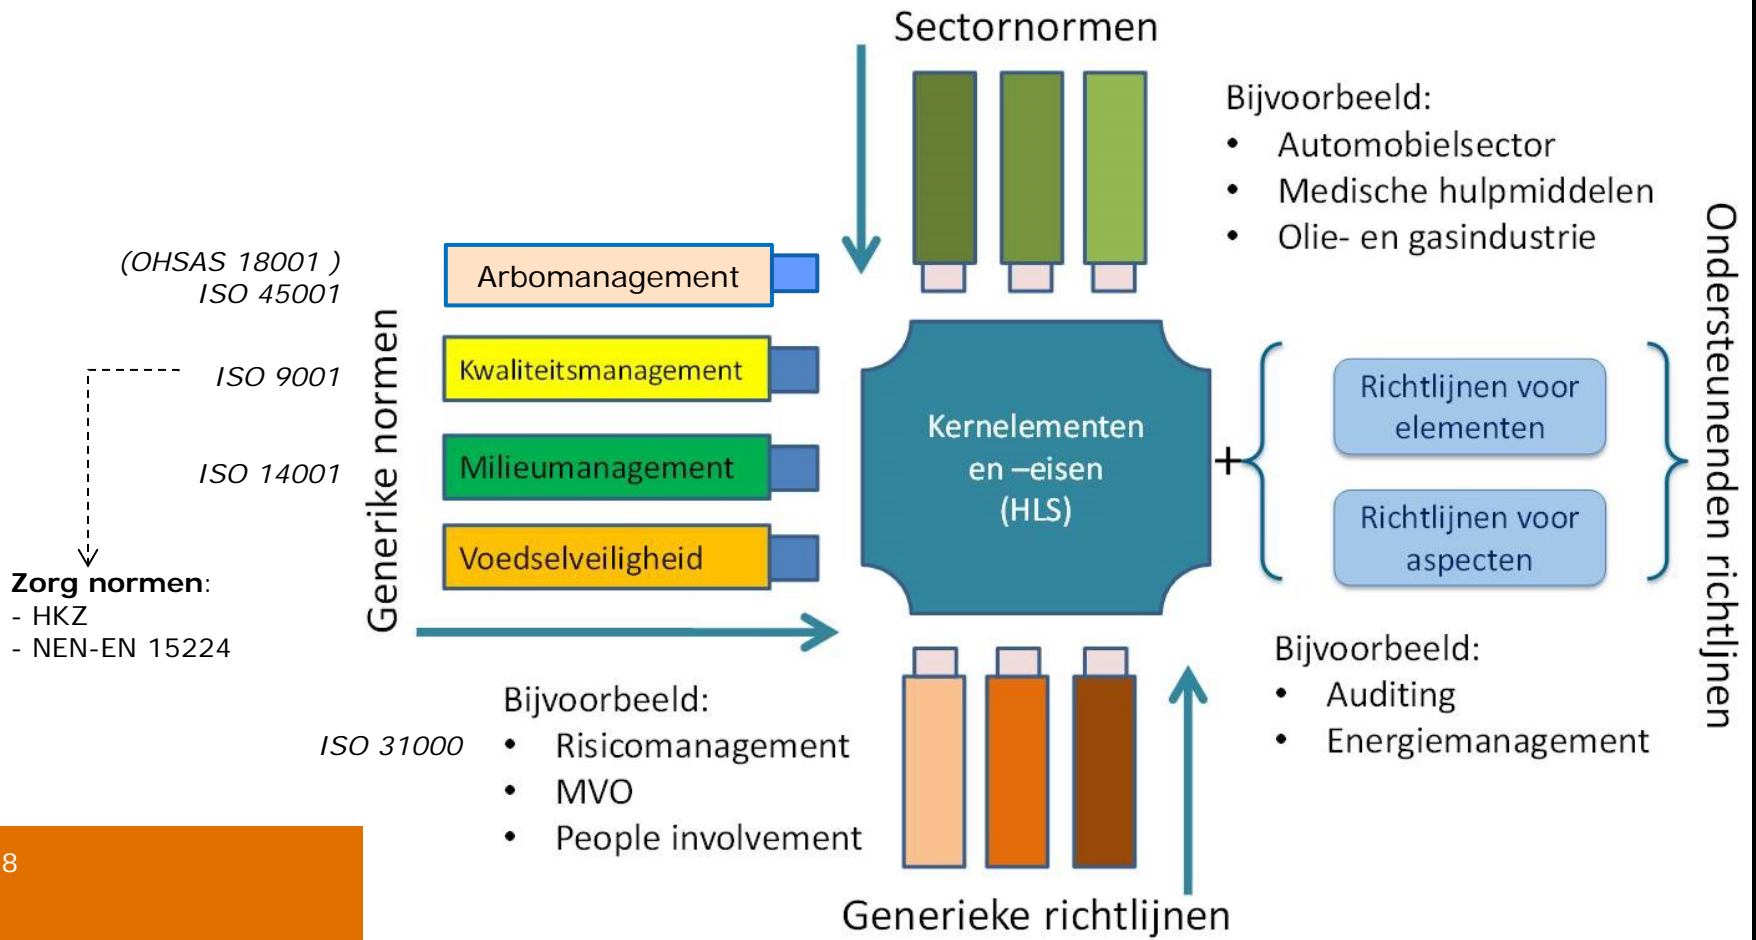 Sectornormen
Bijvoorbeeld:
• Automobielsector
• Medische hulpmiddelen
• Olie- en gasindustrie
(OHSAS 18001 )
ISO 45001
ISO 9001
ISO 14001
Zorg normen:
- HKZ
- NEN-EN 15224
Generike normen
Arbomanagement
Kwaliteitsmanagement
Milieumanagement
Voedselveiligheid
Kernelementen
en –eisen
(HLS)
+
Richtlijnen voor
elementen
Richtlijnen voor
aspecten
Ondersteunenden richtlijnen
Bijvoorbeeld:
• Auditing
• Energiemanagement
Bijvoorbeeld:
ISO 31000 • Risicomanagement
• MVO
• People involvement
Generieke richtlijnen
8